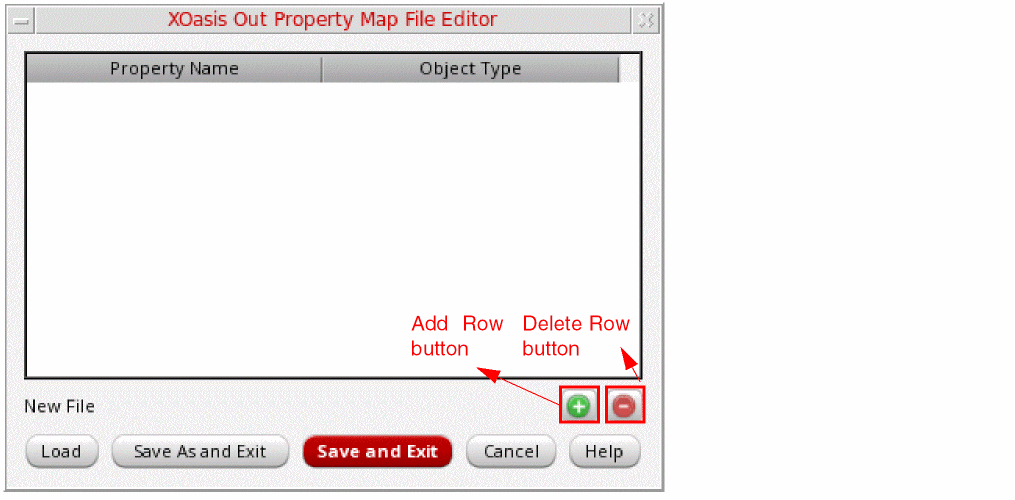 XOasis Out Property Map File Editor
Property Name Object Type
Add Row button
Delete Row button
New File
Load Save As and Exit Save and Exit Cancel Help